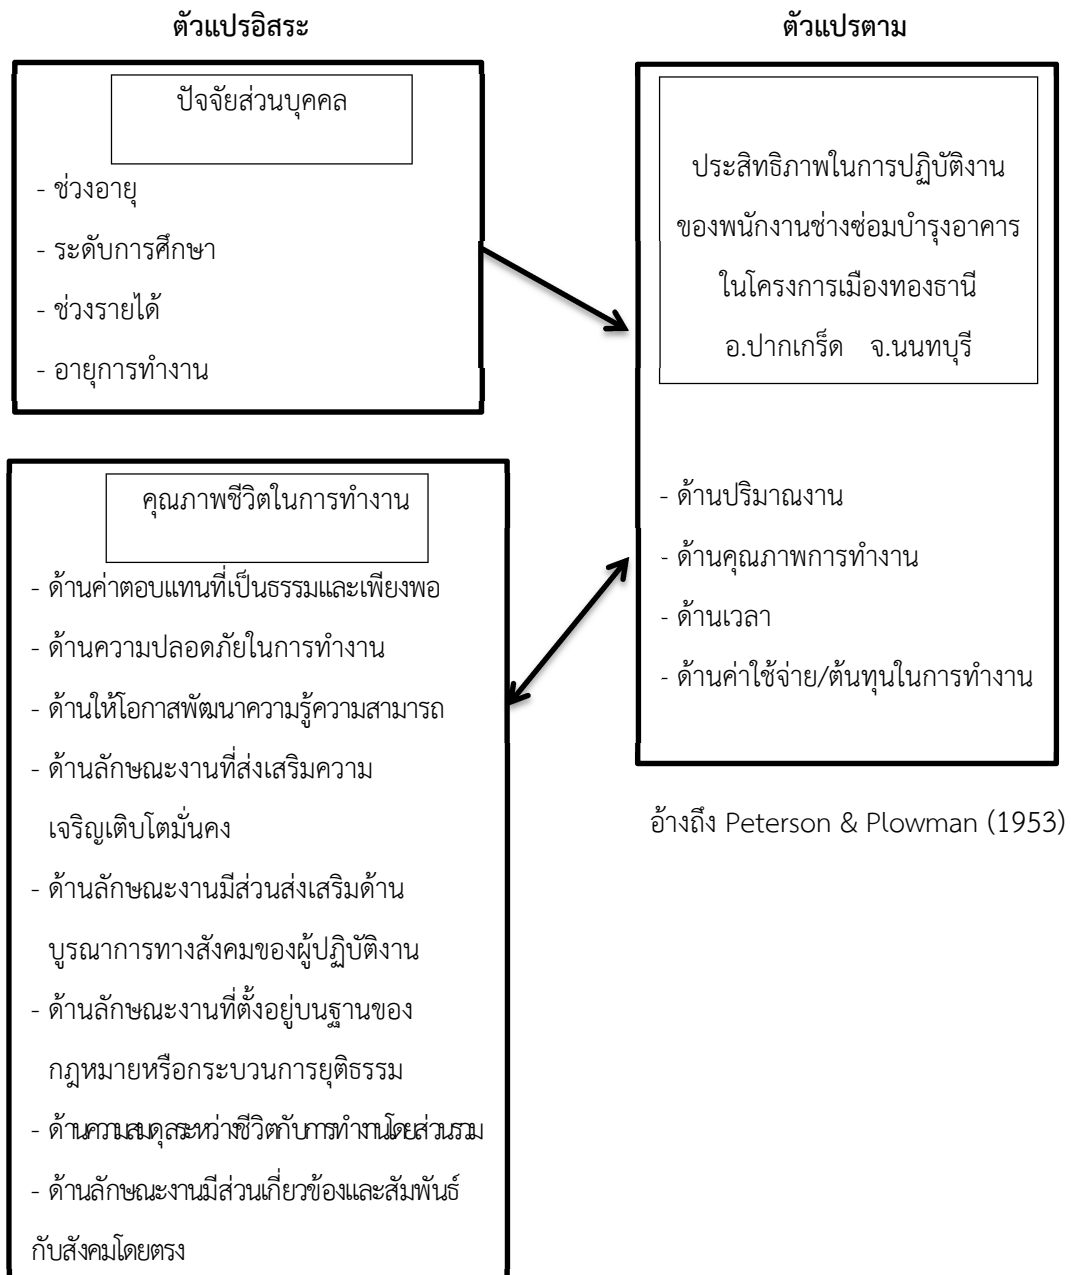 ตัวแปรอิสระ
ปัจจัยส่วนบุคคล
- ช่วงอายุ
- ระดับการศึกษา
- ช่วงรายได้
- อายุการทำงาน
คุณภาพชีวิตในการทำงาน
- ด้านค่าตอบแทนที่เป็นธรรมและเพียงพอ
- ด้านความปลอดภัยในการทำงาน
- ด้านให้โอกาสพัฒนาความรู้ความสามารถ
- ด้านลักษณะงานที่ส่งเสริมความ
เจริญเติบโตมั่นคง
- ด้านลักษณะงานมีส่วนส่งเสริมด้าน
บูรณาการทางสังคมของผู้ปฏิบัติงาน
- ด้านลักษณะงานที่ตั้งอยู่บนฐานของ
กฎหมายหรือกระบวนการยุติธรรม
- ด้านความสมดุลระหว่างชีวิตกับการทำงานโดยส่วนรวม
- ด้านลักษณะงานมีส่วนเกี่ยวข้องและสัมพันธ์
กับสังคมโดยตรง
ตัวแปรตาม
ประสิทธิภาพในการปฏิบัติงาน
ของพนักงานช่างซ่อมบำรุงอาคาร
ในโครงการเมืองทองธานี
อ.ปากเกร็ด จ.นนทบุรี
- ด้านปริมาณงาน
- ด้านคุณภาพการทำงาน
- ด้านเวลา
- ด้านค่าใช้จ่าย/ต้นทุนในการทำงาน
อ้างถึง Peterson & Plowman (1953)